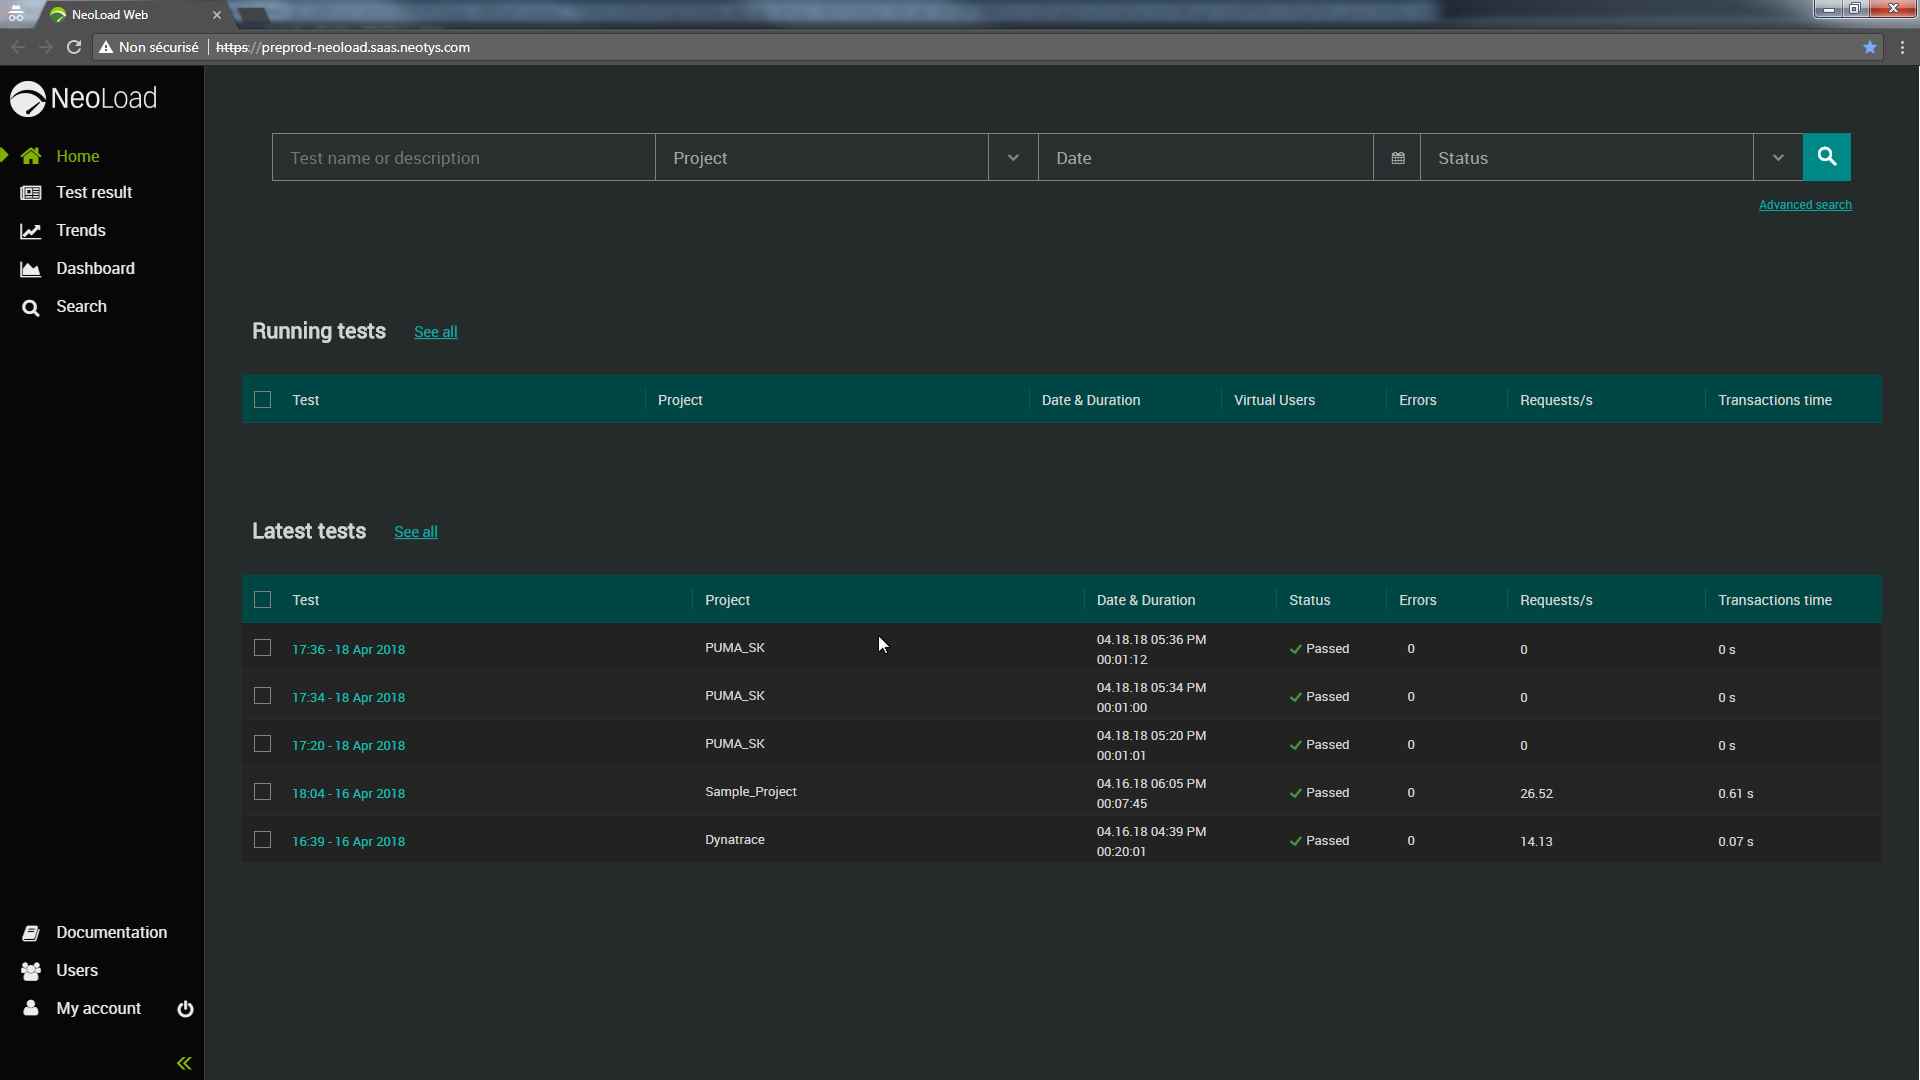 NeoLoad Web
Non sécurisé https://preprod-neoload.saas.neotys.com
NeoLoad
Home
Test result
Trends
Dashboard
Search
Test name or description Project Date Status
Advanced search
Running tests See all
Test Project Date & Duration Virtual Users Errors Requests/s Transactions time
Latest tests See all
Test Project Date & Duration Status Errors Requests/s Transactions time
17:36 - 18 Apr 2018 PUMA_SK 04.18.18 05:36 PM Passed 0 0 0 s
00:01:12
17:34 - 18 Apr 2018 PUMA_SK 04.18.18 05:34 PM Passed 0 0 0 s
00:01:00
17:20 - 18 Apr 2018 PUMA_SK 04.18.18 05:20 PM Passed 0 0 0 s
00:01:01
18:04 - 16 Apr 2018 Sample_Project 04.16.18 06:05 PM Passed 0 26.52 0.61 s
00:07:45
16:39 - 16 Apr 2018 Dynatrace 04.16.18 04:39 PM Passed 0 14.13 0.07 s
00:20:01
Documentation
Users
My account